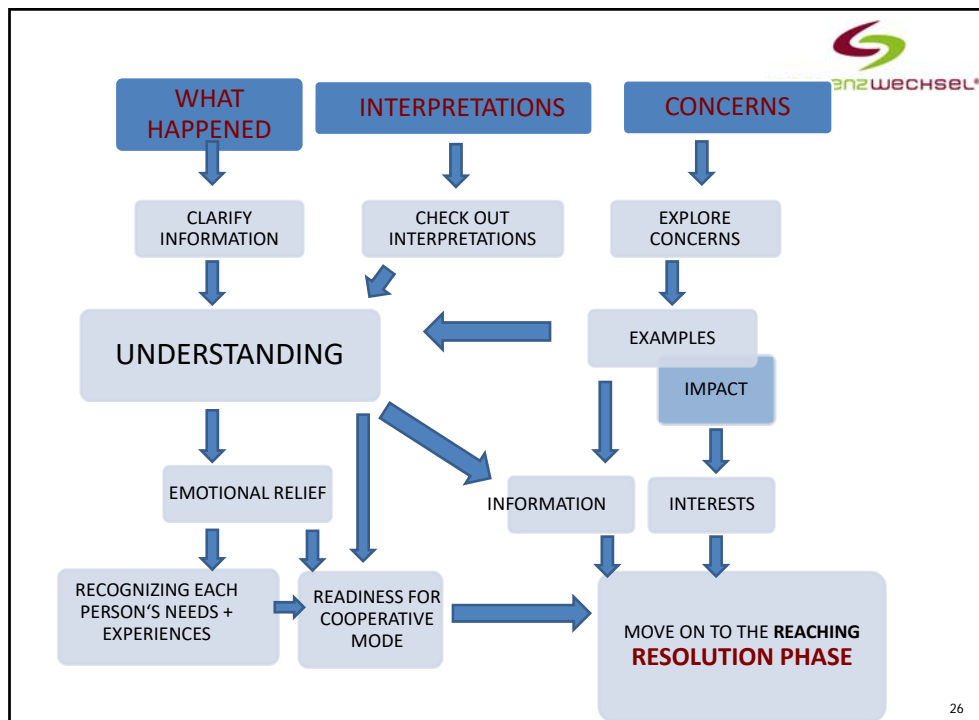 enzwechsel®
WHAT
HAPPENED
INTERPRETATIONS
CONCERNS
CLARIFY
INFORMATION
CHECK OUT
INTERPRETATIONS
EXPLORE
CONCERNS
UNDERSTANDING
EXAMPLES
IMPACT
EMOTIONAL RELIEF
INFORMATION
INTERESTS
RECOGNIZING EACH
PERSON‘S NEEDS +
EXPERIENCES
READINESS FOR
COOPERATIVE
MODE
MOVE ON TO THE REACHING
RESOLUTION PHASE
26